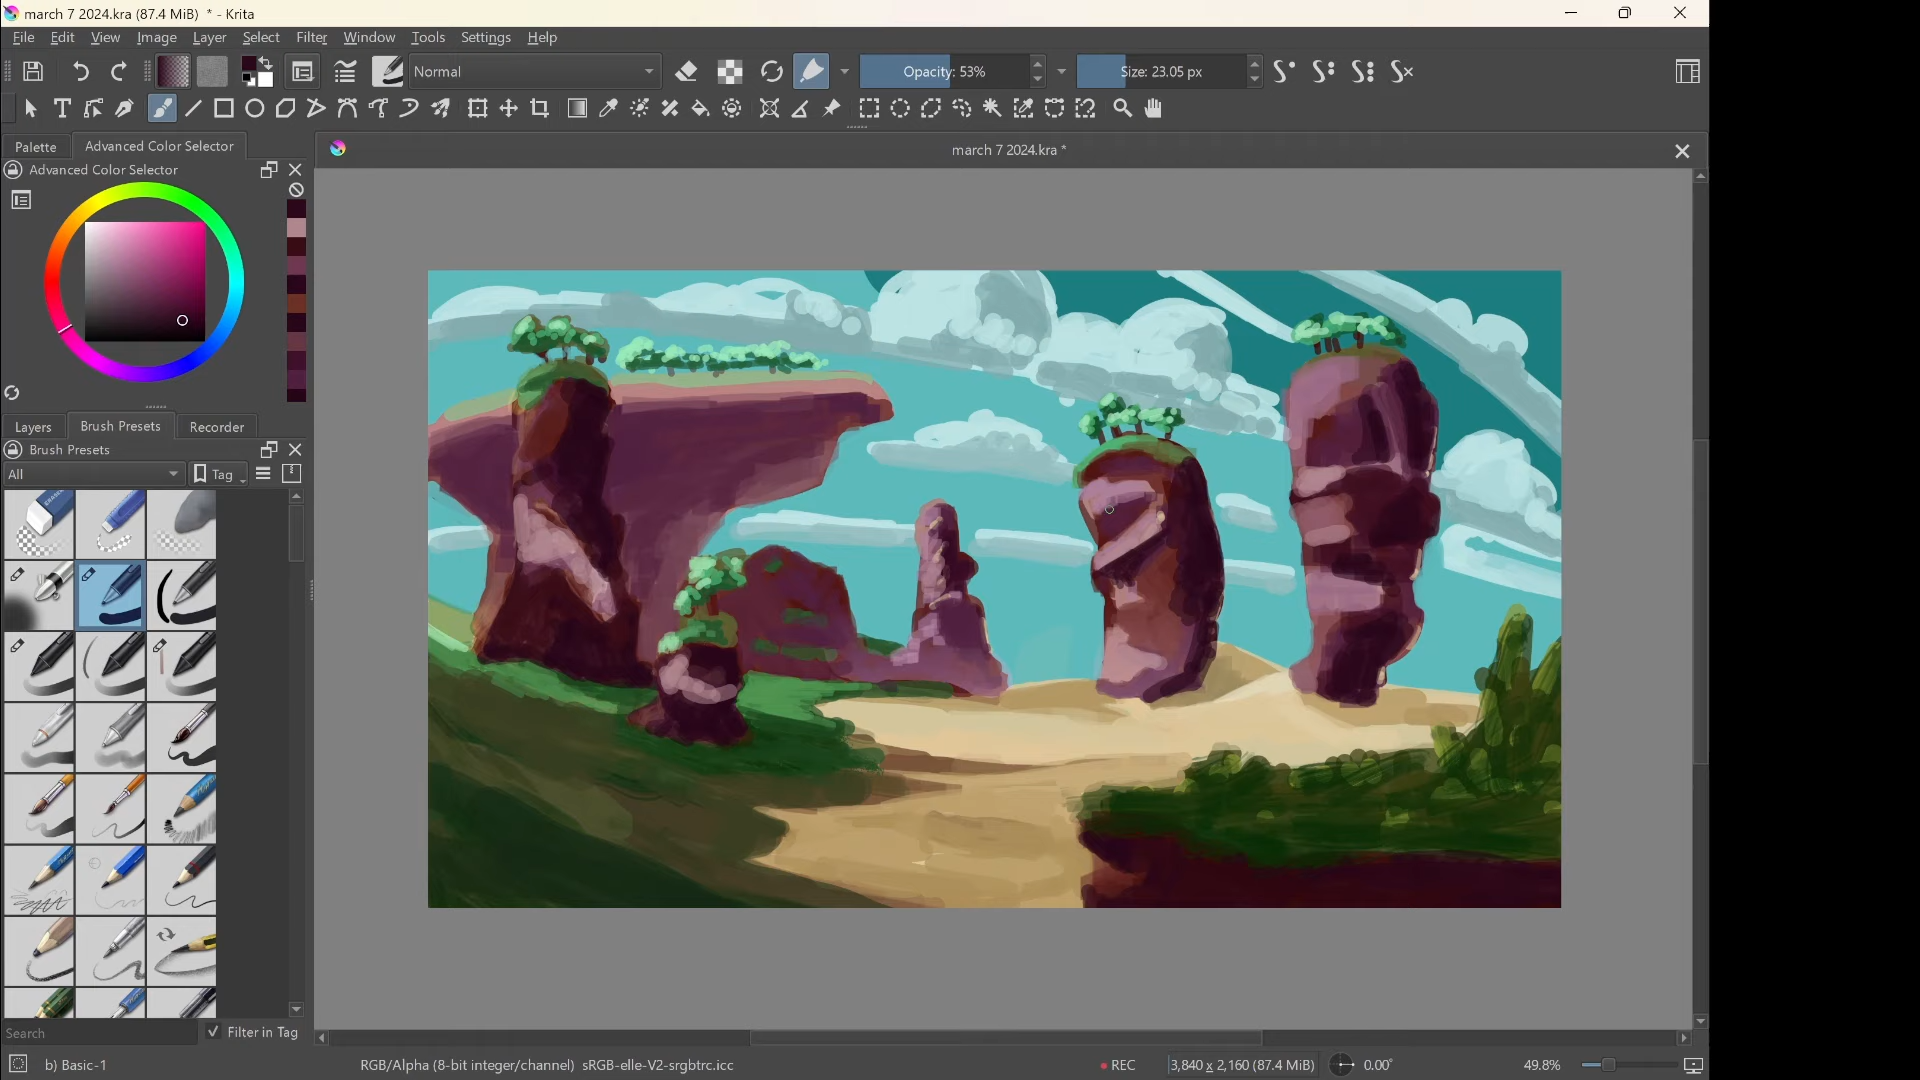 march 7 2024.kra (87.4 MiB) * - Krita
File Edit View Image Layer Select Filter Window Dools Settings Help
Normal
Opacity: 53%
Size: 23.05 px
Palette
Advanced Color Selector
march 7 2024.kra *
Advanced Color Selector
Layers
Brush Presets
Recorder
Brush Presets
All
Tag
Search
Filter in Tag
b) Basic-1
RGB/Alpha (8-bit integer/channel) sRGB-elle-V2-srgbtrc.icc
REC
3,840 x 2,160 (87.4 MiB)
0.00°
49.8%